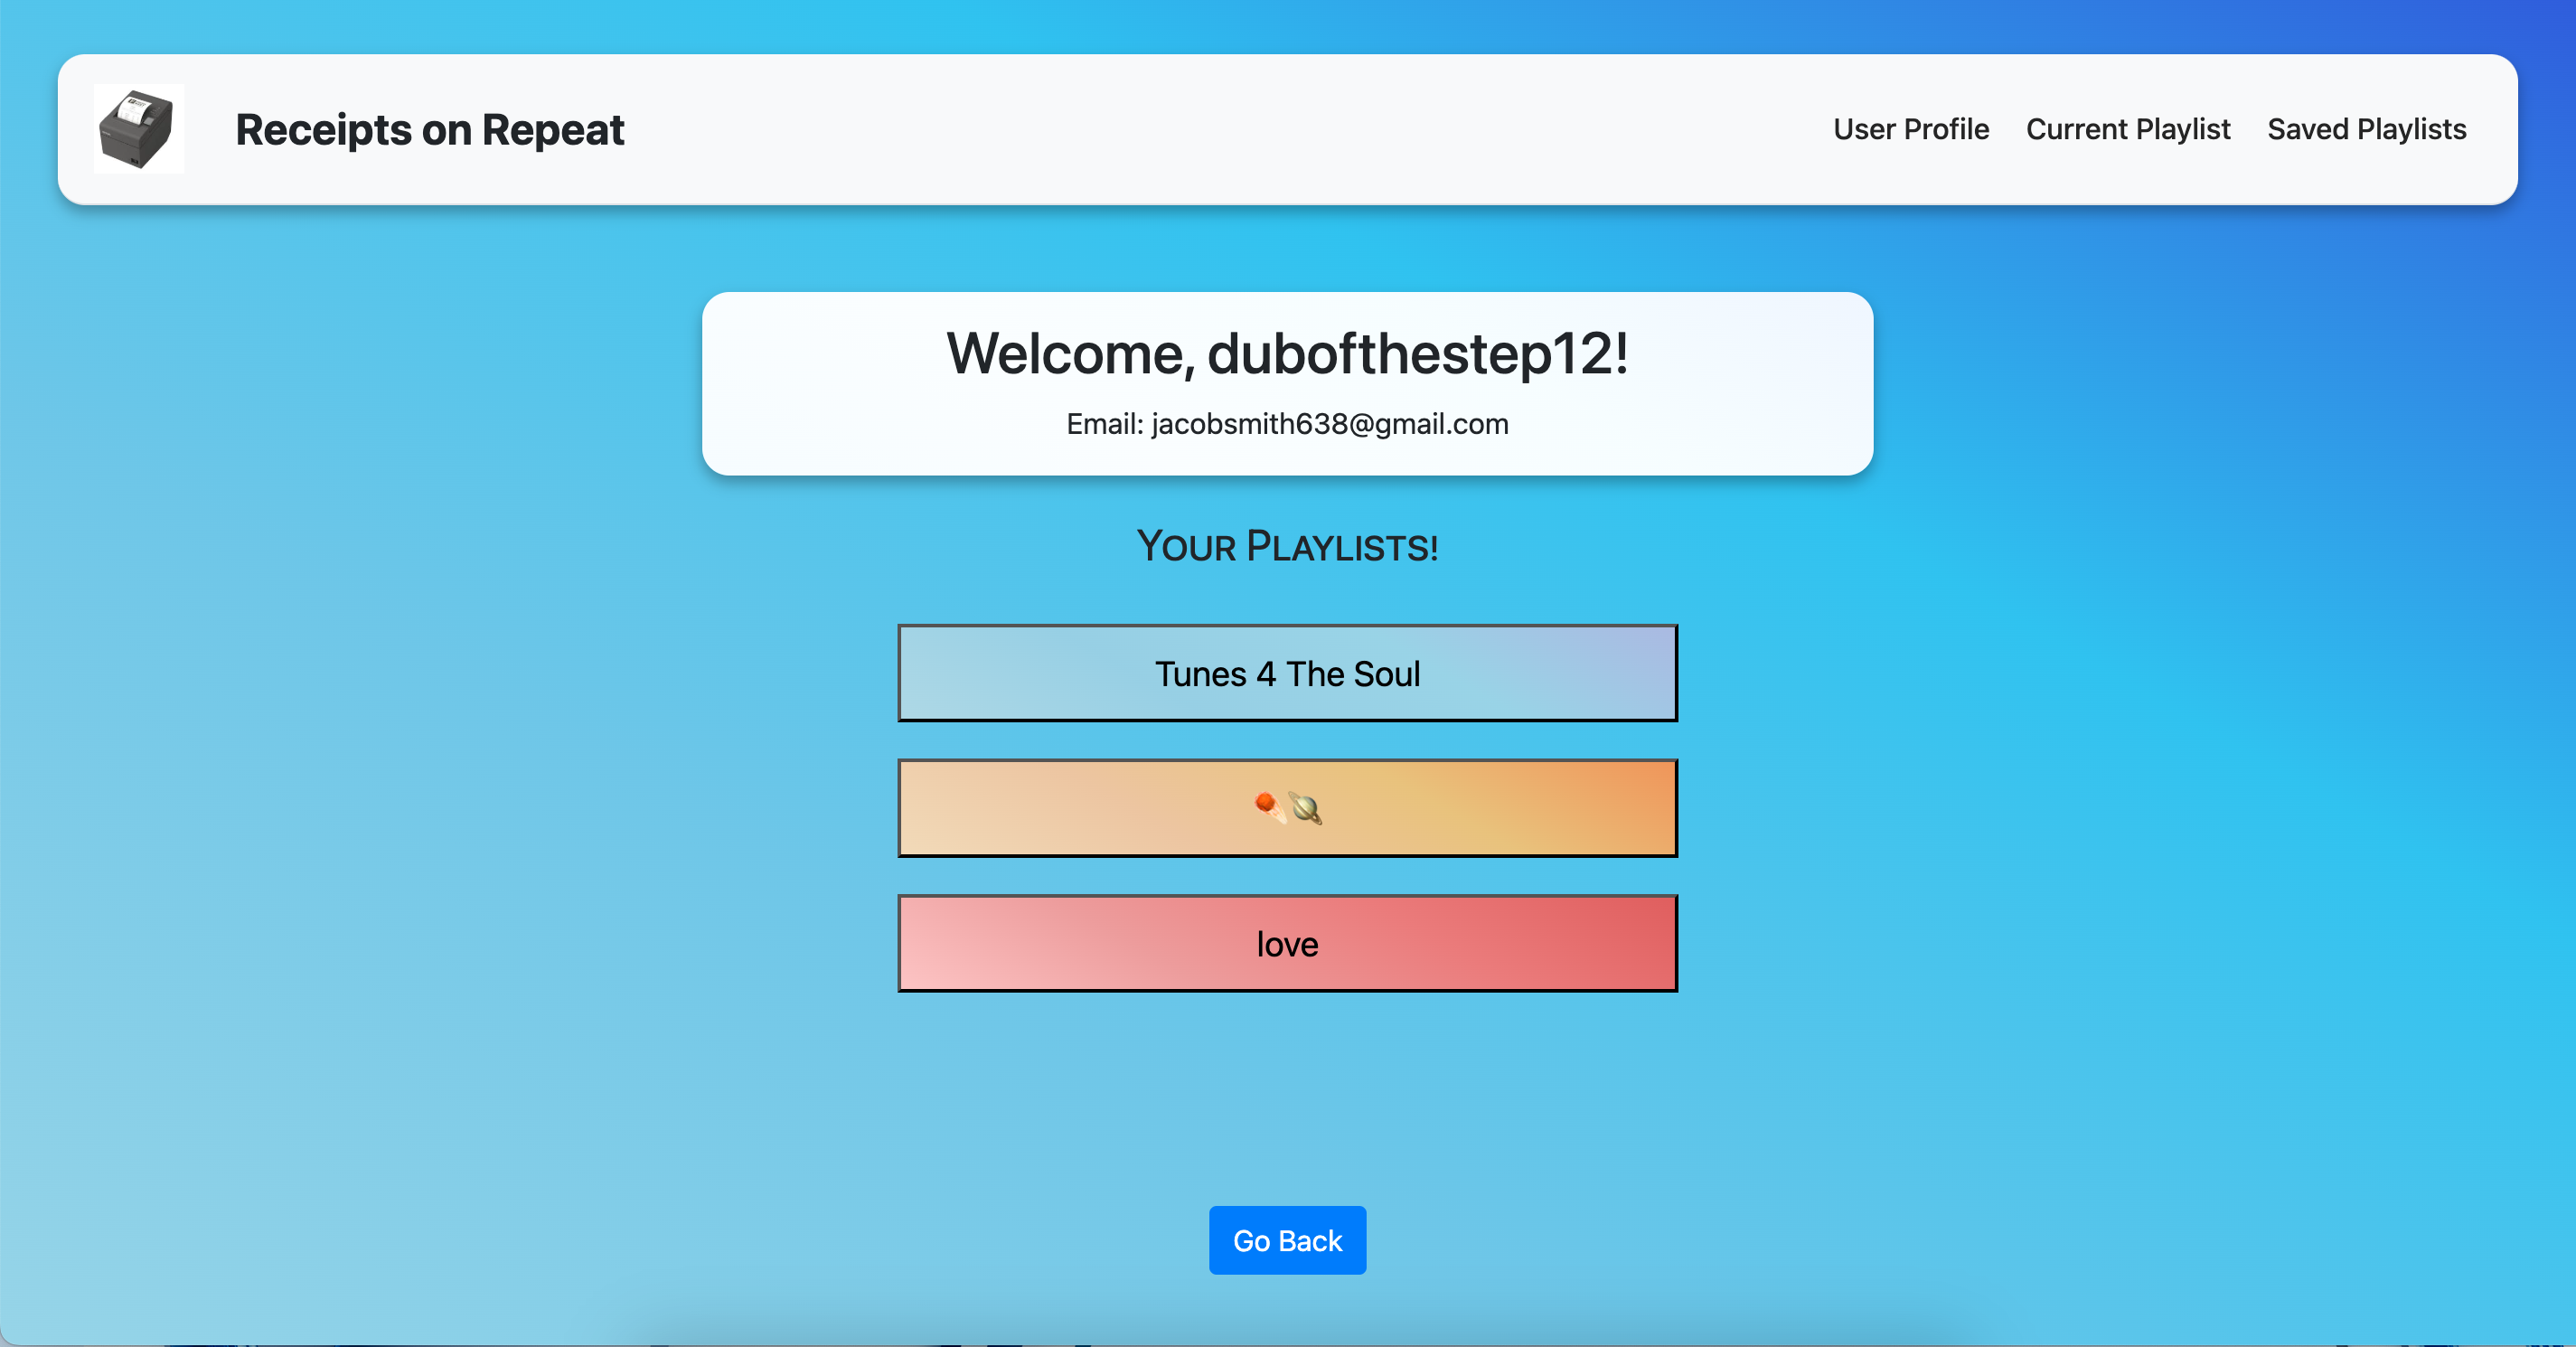 Receipts on Repeat
User Profile Current Playlist Saved Playlists
Welcome, dubofthestep12!
Email: jacobsmith638@gmail.com
Your Playlists!
Tunes 4 The Soul
☄️🪐
love
Go Back